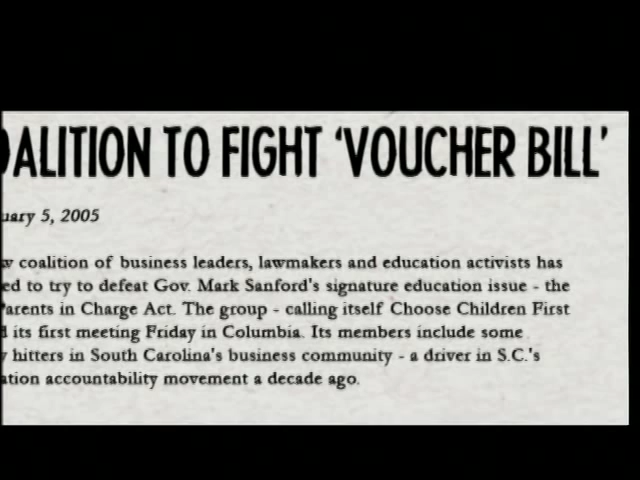 OALITION TO FIGHT ‘VOUCHER BILL’
uary 5, 2005
w coalition of business leaders, lawmakers and education activists has
ed to try to defeat Gov. Mark Sanford's signature education issue - the
arents in Charge Act. The group - calling itself Choose Children First
its first meeting Friday in Columbia. Its members include some
hitters in South Carolina's business community - a driver in S.C.'s
ation accountability movement a decade ago.